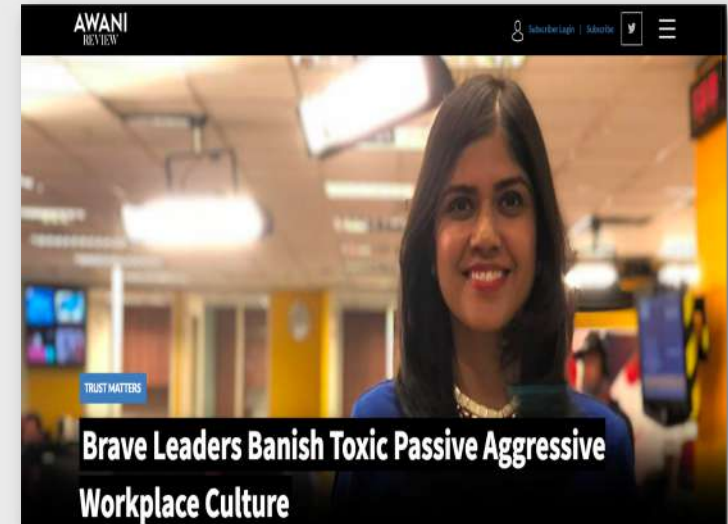 AWANI
REVIEW
Subscriber Login | Subscribe
TRUST MATTERS
Brave Leaders Banish Toxic Passive Aggressive
Workplace Culture